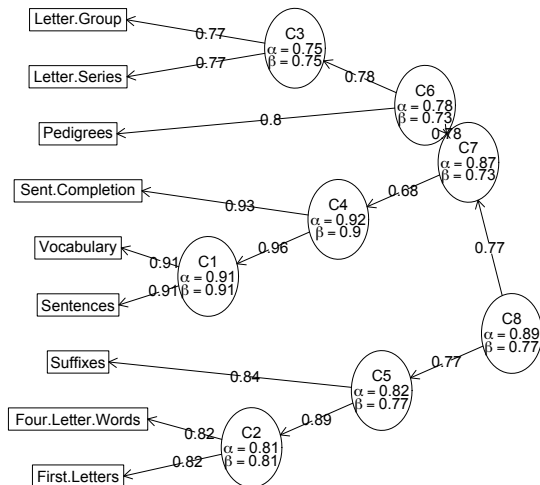 Letter.Group
0.77
C3
α = 0.75
β = 0.75
0.77
Letter.Series
0.78
C6
α = 0.78
β = 0.73
0.8
Pedigrees
0.78
C7
α = 0.87
β = 0.73
Sent.Completion
0.93
0.68
C4
α = 0.92
β = 0.9
Vocabulary
0.91
0.96
C1
α = 0.91
β = 0.91
0.91
Sentences
0.77
C8
α = 0.89
β = 0.77
Suffixes
0.84
0.77
C5
α = 0.82
β = 0.77
Four.Letter.Words
0.82
0.89
C2
α = 0.81
β = 0.81
0.82
First.Letters